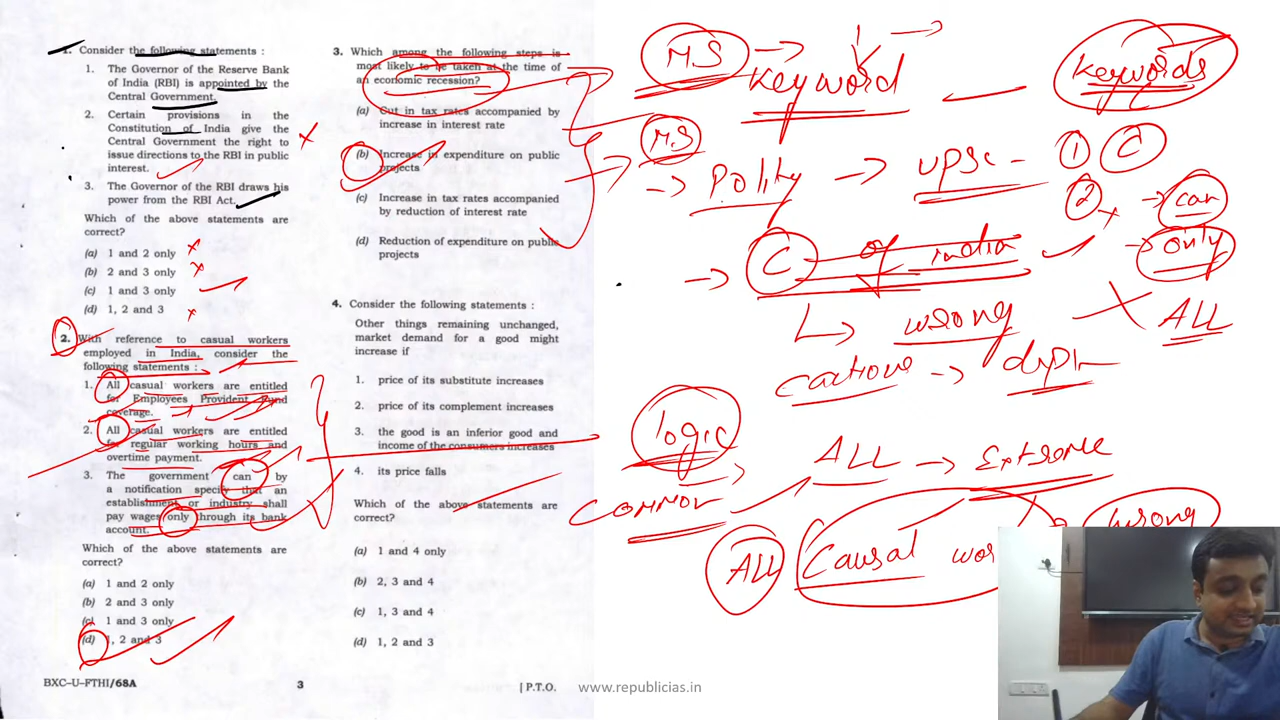 1. Consider the following statements :
1. The Governor of the Reserve Bank
of India (RBI) is appointed by the
Central Government.
2. Certain provisions in the
Constitution of India give the
Central Government the right to
issue directions to the RBI in public
interest.
3. The Governor of the RBI draws his
power from the RBI Act.
Which of the above statements are
correct?
(a) 1 and 2 only
(b) 2 and 3 only
(c) 1 and 3 only
(d) 1, 2 and 3
2. With reference to casual workers
employed in India, consider the
following statements :
1. All casual workers are entitled
for Employees Provident Fund
coverage.
2. All casual workers are entitled
for regular working hours and
overtime payment.
3. The government can by
a notification specify that an
establishment or industry shall
pay wages only through its bank
account.
Which of the above statements are
correct?
(a) 1 and 2 only
(b) 2 and 3 only
(c) 1 and 3 only
(d) 1, 2 and 3
BXC-U-FTHI/68A
3
3. Which among the following steps is
most likely to be taken at the time of
an economic recession?
(a) Cut in tax rates accompanied by
increase in interest rate
(b) Increase in expenditure on public
projects
(c) Increase in tax rates accompanied
by reduction of interest rate
(d) Reduction of expenditure on public
projects
4. Consider the following statements :
Other things remaining unchanged,
market demand for a good might
increase if
1. price of its substitute increases
2. price of its complement increases
3. the good is an inferior good and
income of the consumers increases
4. its price falls
Which of the above statements are
correct?
(a) 1 and 4 only
(b) 2, 3 and 4
(c) 1, 3 and 4
(d) 1, 2 and 3
[ P.T.O.
www.republicias.in
MS → keyword
keywords
MS → Polity → UPSC - 1 C
2 x → can
→ C of india → only
wrong ALL
logic
common ALL → Extreme
ALL Causal wor
wrong